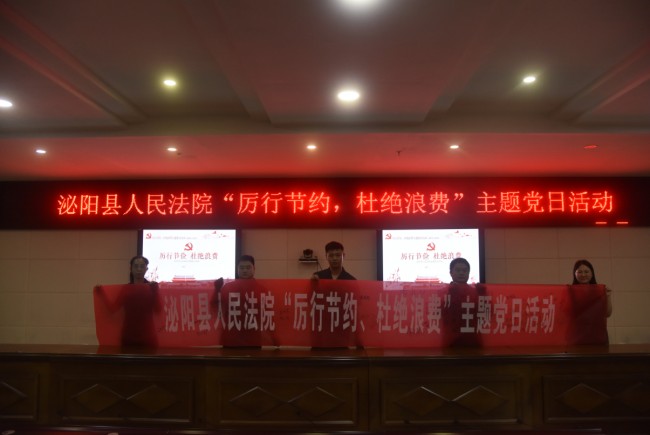 泌阳县人民法院“厉行节约，杜绝浪费”主题党日活动
厉行节俭 杜绝浪费
厉行节俭 杜绝浪费
泌阳县人民法院“厉行节约、杜绝浪费”主题党日活动